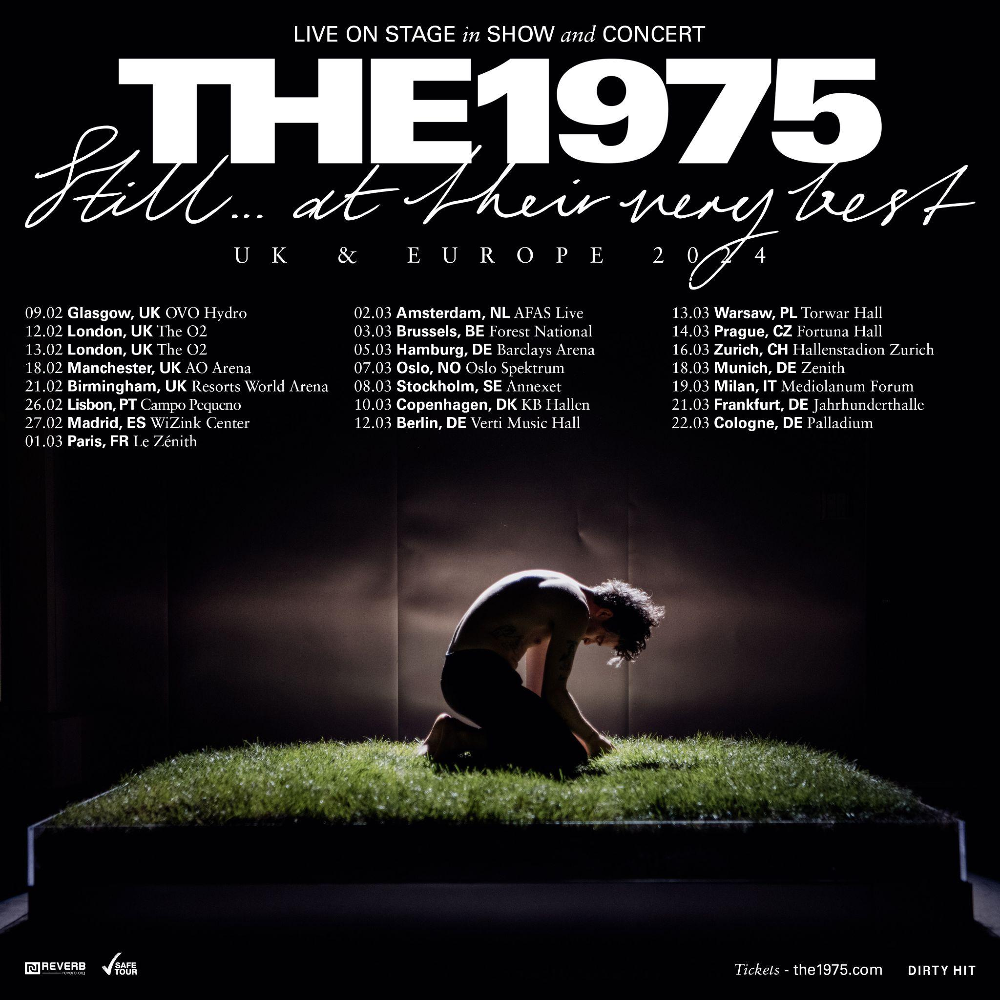 LIVE ON STAGE in SHOW and CONCERT
THE1975
Still... at their very best
UK & EUROPE 2024
09.02 Glasgow, UK OVO Hydro
12.02 London, UK The O2
13.02 London, UK The O2
18.02 Manchester, UK AO Arena
21.02 Birmingham, UK Resorts World Arena
26.02 Lisbon, PT Campo Pequeno
27.02 Madrid, ES WiZink Center
01.03 Paris, FR Le Zénith
02.03 Amsterdam, NL AFAS Live
03.03 Brussels, BE Forest National
05.03 Hamburg, DE Barclays Arena
07.03 Oslo, NO Oslo Spektrum
08.03 Stockholm, SE Annexet
10.03 Copenhagen, DK KB Hallen
12.03 Berlin, DE Verti Music Hall
13.03 Warsaw, PL Torwar Hall
14.03 Prague, CZ Fortuna Hall
16.03 Zurich, CH Hallenstadion Zurich
18.03 Munich, DE Zenith
19.03 Milan, IT Mediolanum Forum
21.03 Frankfurt, DE Jahrhunderthalle
22.03 Cologne, DE Palladium
REVERB
reverb.org
SAFE
TOUR
Tickets - the1975.com
DIRTY HIT